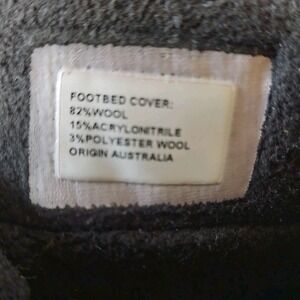 FOOTBED COVER:
82%WOOL
15%ACRYLONITRILE
3%POLYESTER WOOL
ORIGIN AUSTRALIA